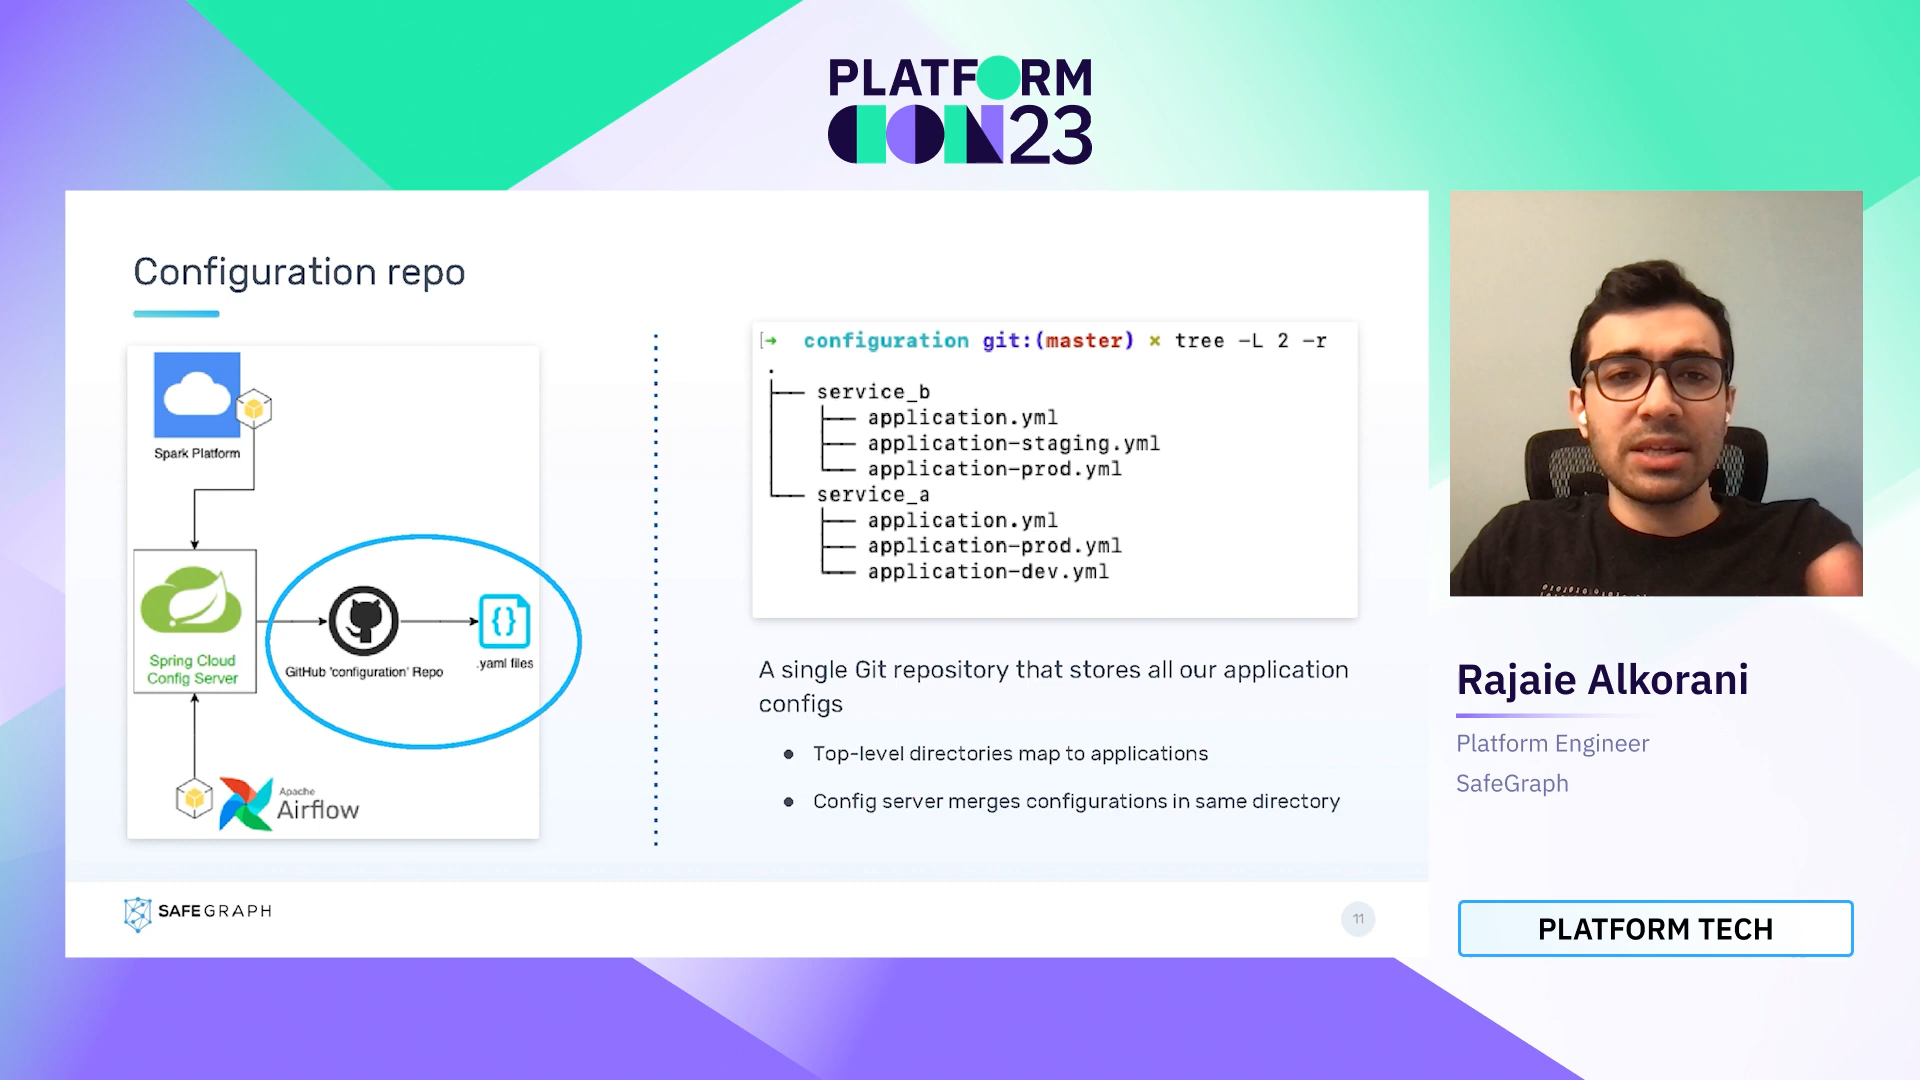 PLATFORM
CON23
Configuration repo
Spark Platform
Spring Cloud
Config Server
GitHub 'configuration' Repo
.yaml files
Apache
Airflow
[➜ configuration git:(master) ✗ tree -L 2 -r
.
├── service_b
│   ├── application.yml
│   ├── application-staging.yml
│   └── application-prod.yml
└── service_a
    ├── application.yml
    ├── application-prod.yml
    └── application-dev.yml
A single Git repository that stores all our application
configs
● Top-level directories map to applications
● Config server merges configurations in same directory
SAFEGRAPH
11
Rajaie Alkorani
Platform Engineer
SafeGraph
PLATFORM TECH